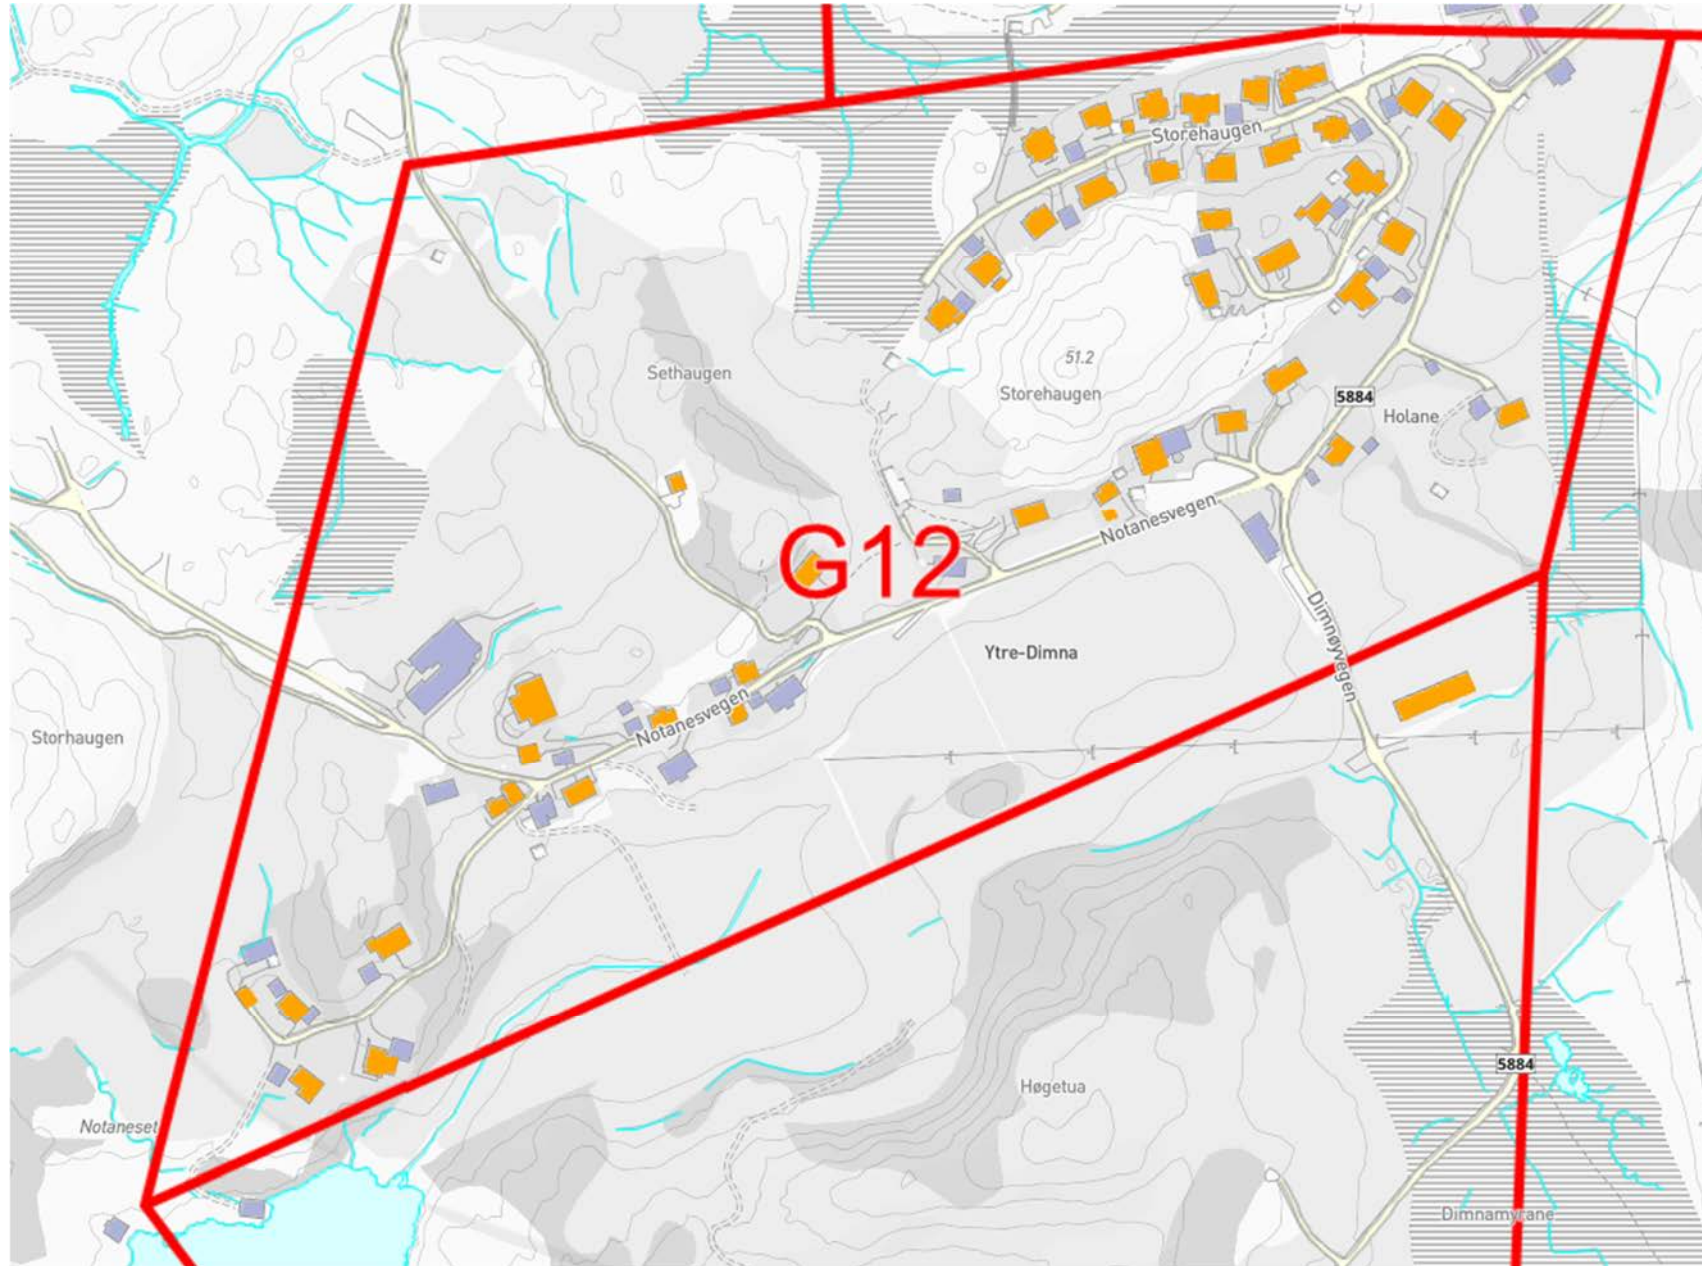 Storehaugen
51.2
Sethaugen
Storehaugen
5884
Holane
Notanesvegen
G12
Dimnøyvegen
Ytre-Dimna
Notanesvegen
Storhaugen
5884
Høgetua
Notaneset
Dimnamyrane